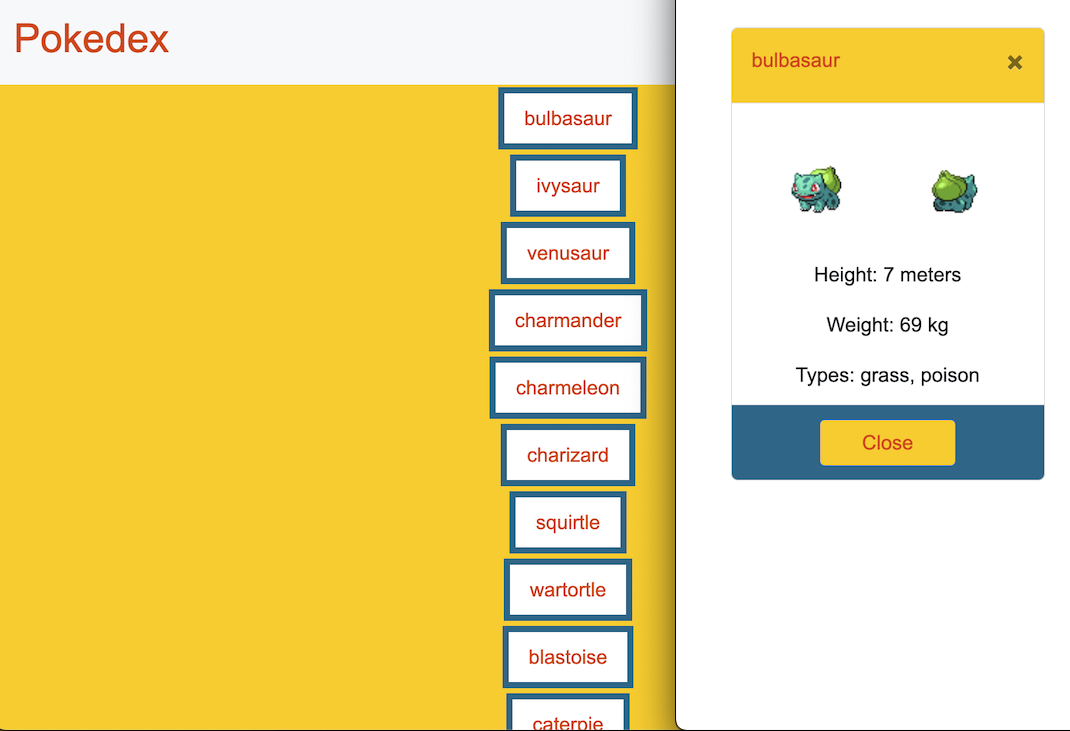 Pokedex
bulbasaur
ivysaur
venusaur
charmander
charmeleon
charizard
squirtle
wartortle
blastoise
caterpie
bulbasaur
Height: 7 meters
Weight: 69 kg
Types: grass, poison
Close